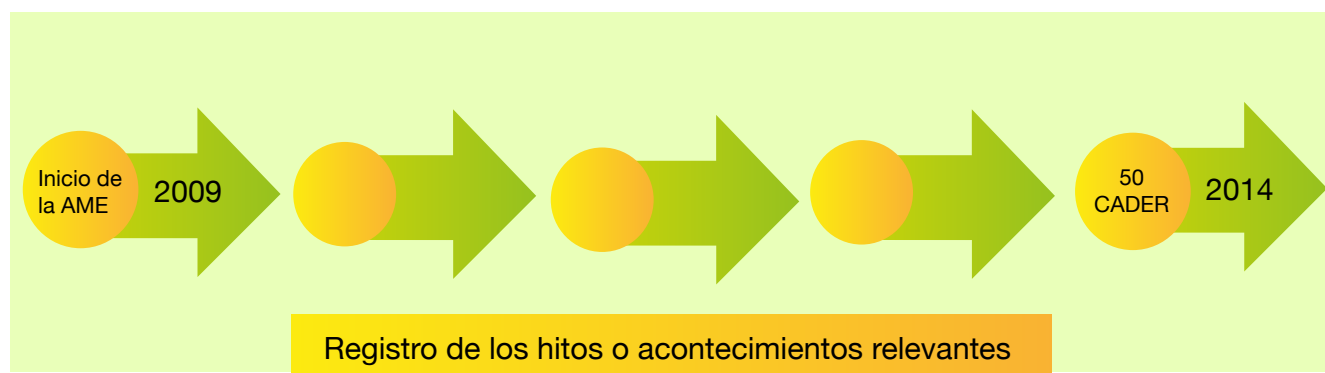 Inicio de
la AME
2009
50
CADER
2014
Registro de los hitos o acontecimientos relevantes